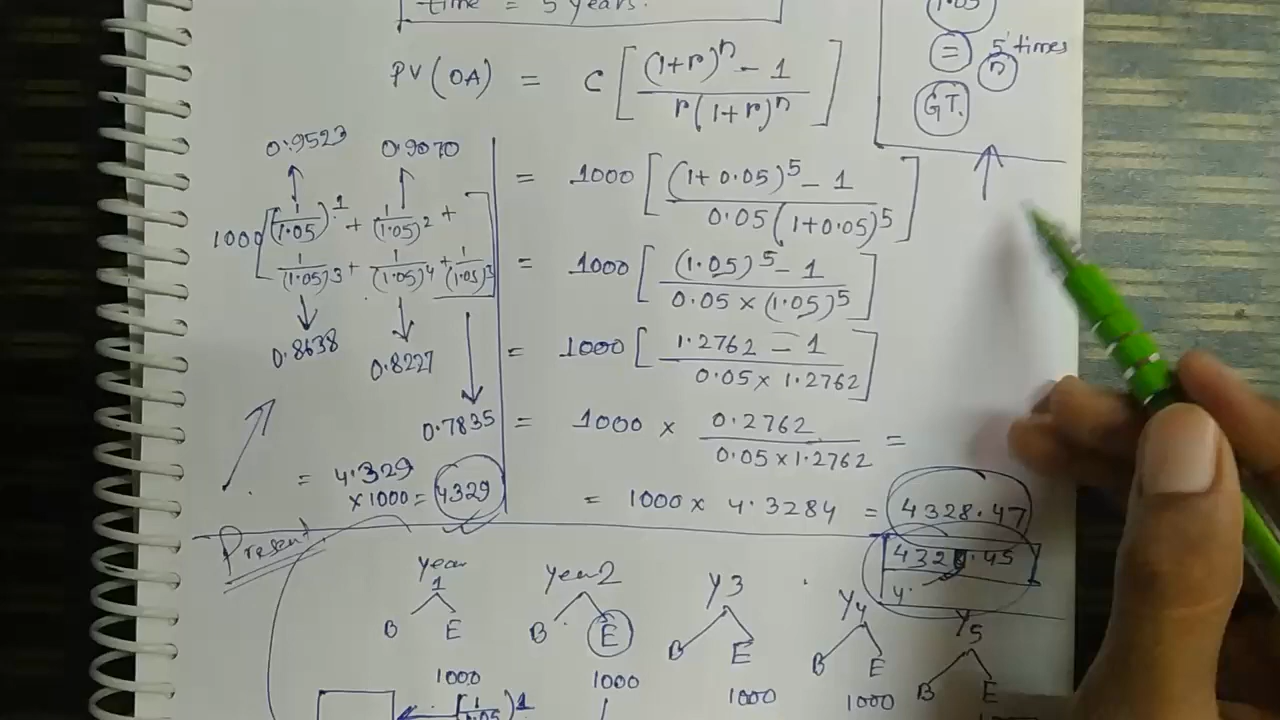 time = 5 years.
1.05
= 5 times
n
GT.
PV (OA) = C [ (1+r)^n - 1 / r(1+r)^n ]
0.9523 0.9070
1000 [ (1/1.05)^1 + 1/(1.05)^2 +
1/(1.05)^3 + 1/(1.05)^4 + 1/(1.05)^5 ]
0.8638 0.8227
0.7835
= 4.329
×1000 = 4329
= 1000 [ (1+0.05)^5 - 1 / 0.05(1+0.05)^5 ]
= 1000 [ (1.05)^5 - 1 / 0.05 × (1.05)^5 ]
= 1000 [ 1.2762 - 1 / 0.05 × 1.2762 ]
= 1000 × 0.2762 / 0.05 × 1.2762 =
= 1000 × 4.3284 = 4328.47
.45
4.
Present
Year 1 Year 2 Y3 Y4 Y5
B E B E B E B E B E
1000 1000 1000 1000